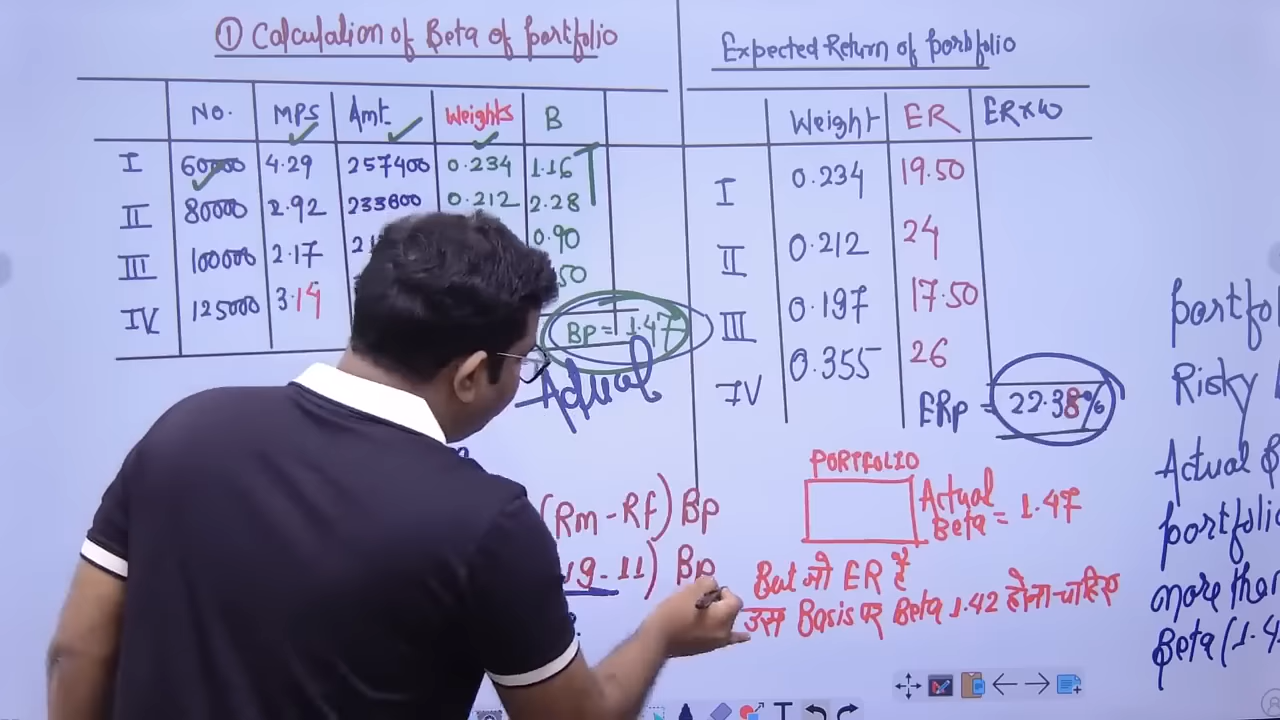 ① Calculation of Beta of portfolio
No. MPS Amt. Weights B
I 60000 4.29 257400 0.234 1.16
II 80000 2.92 233600 0.212 2.28
III 100000 2.17 0.90
IV 125000 3.14 50
Bp = 1.47
Actual
(Rm - Rf) Bp
19 - 11) Bp
Expected Return of portfolio
Weight ER ER×w
I 0.234 19.50
II 0.212 24
III 0.197 17.50
IV 0.355 26
ERp = 22.38%
PORTFOLIO
Actual
Beta = 1.47
But जो ER है
उस Basis पर Beta 1.42 होना चाहिए
portfo
Risky
Actual
portfolio
more than
Beta (1.4